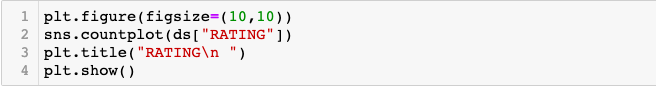 1 plt.figure(figsize=(10,10))
2 sns.countplot(ds["RATING"])
3 plt.title("RATING\n ")
4 plt.show()